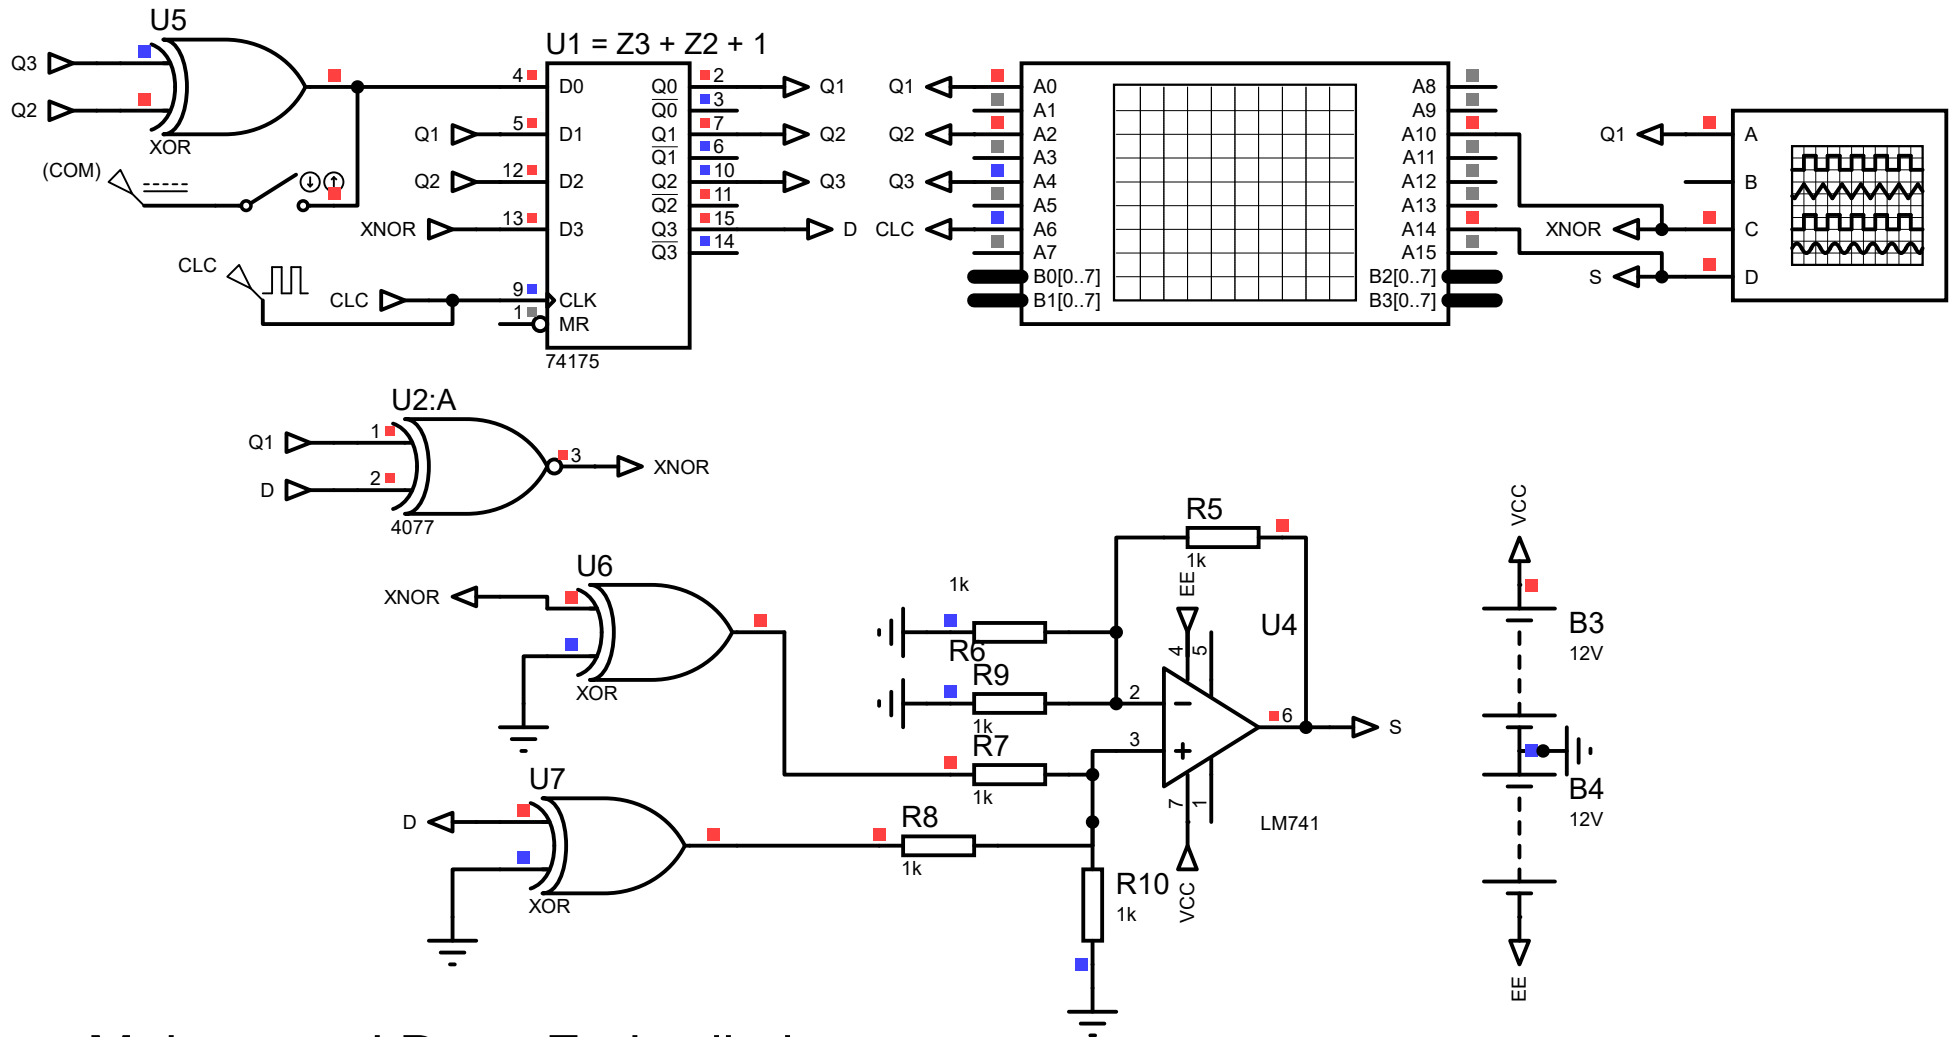 U5
Q3
Q2
XOR
(COM)
U1 = Z3 + Z2 + 1
4 D0
Q0 2 Q1
Q0 3
Q1 5 D1
Q1 7 Q2
Q1 6
Q2 12 D2
Q2 10 Q3
Q2 11
XNOR 13 D3
Q3 15 D
Q3 14
CLC
CLC 9 CLK
1 MR
74175
Q1 A0 A8
A1 A9
Q2 A2 A10
A3 A11
Q3 A4 A12
A5 A13
CLC A6 A14
A7 A15
B0[0..7] B2[0..7]
B1[0..7] B3[0..7]
Q1 A
B
XNOR C
S D
U2:A
Q1 1
3 XNOR
D 2
4077
U6
XNOR
XOR
U7
D
XOR
R5
1k
1k
R6
R9
1k
R7
1k
R8
1k
R10
1k
EE
U4
4 5
2
3
6 S
7 1
LM741
VCC
VCC
B3
12V
B4
12V
EE